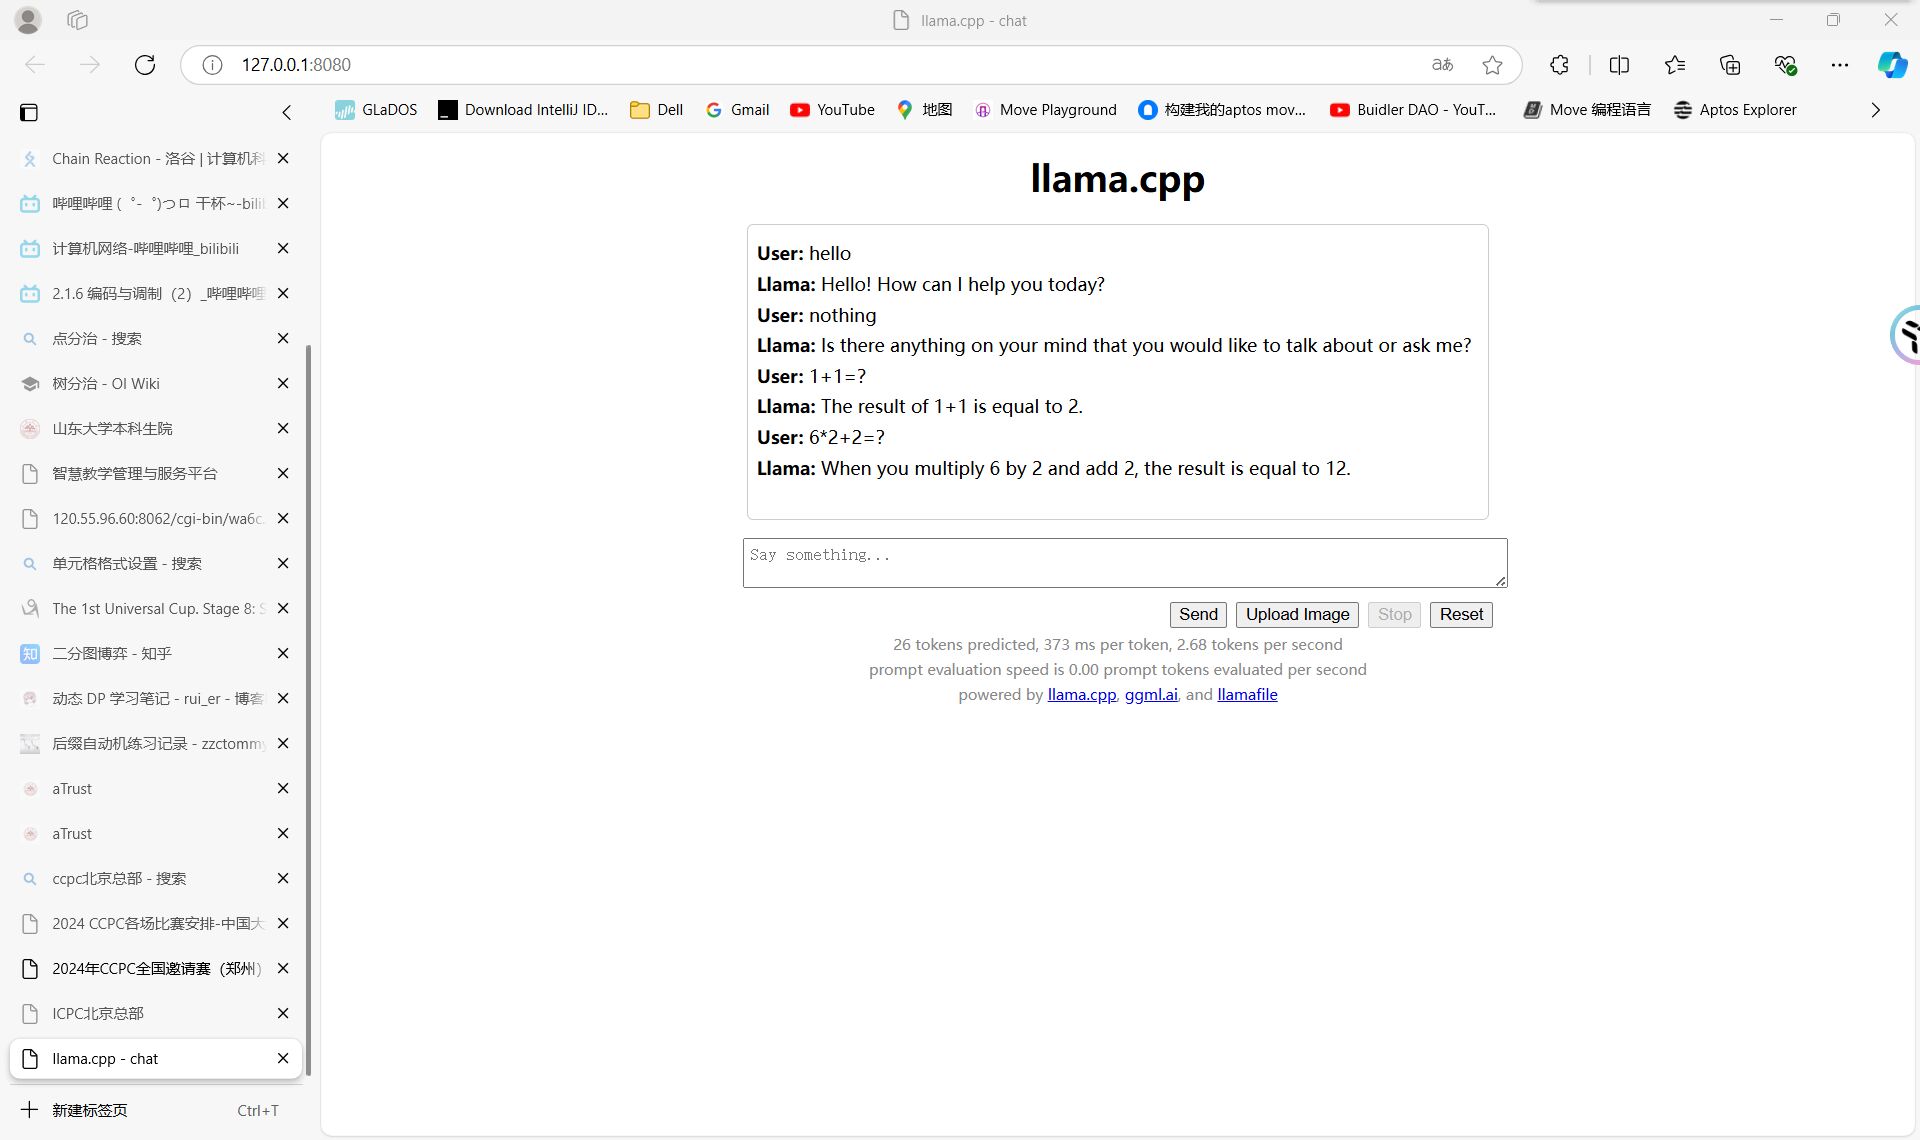 llama.cpp - chat
127.0.0.1:8080
aあ
GLaDOS
Download IntelliJ ID...
Dell
Gmail
YouTube
地图
Move Playground
构建我的aptos mov...
Buidler DAO - YouT...
Move 编程语言
Aptos Explorer
Chain Reaction - 洛谷 | 计算机科
哔哩哔哩 (゜-゜)つロ 干杯~-bili
计算机网络-哔哩哔哩_bilibili
2.1.6 编码与调制（2）_哔哩哔哩
点分治 - 搜索
树分治 - OI Wiki
山东大学本科生院
智慧教学管理与服务平台
120.55.96.60:8062/cgi-bin/wa6c
单元格格式设置 - 搜索
The 1st Universal Cup. Stage 8: S
知 二分图博弈 - 知乎
动态 DP 学习笔记 - rui_er - 博客
后缀自动机练习记录 - zzctommy
aTrust
aTrust
ccpc北京总部 - 搜索
2024 CCPC各场比赛安排-中国大
2024年CCPC全国邀请赛（郑州）
ICPC北京总部
llama.cpp - chat
新建标签页 Ctrl+T
llama.cpp
User: hello
Llama: Hello! How can I help you today?
User: nothing
Llama: Is there anything on your mind that you would like to talk about or ask me?
User: 1+1=?
Llama: The result of 1+1 is equal to 2.
User: 6*2+2=?
Llama: When you multiply 6 by 2 and add 2, the result is equal to 12.
Say something...
Send Upload Image Stop Reset
26 tokens predicted, 373 ms per token, 2.68 tokens per second
prompt evaluation speed is 0.00 prompt tokens evaluated per second
powered by llama.cpp, ggml.ai, and llamafile